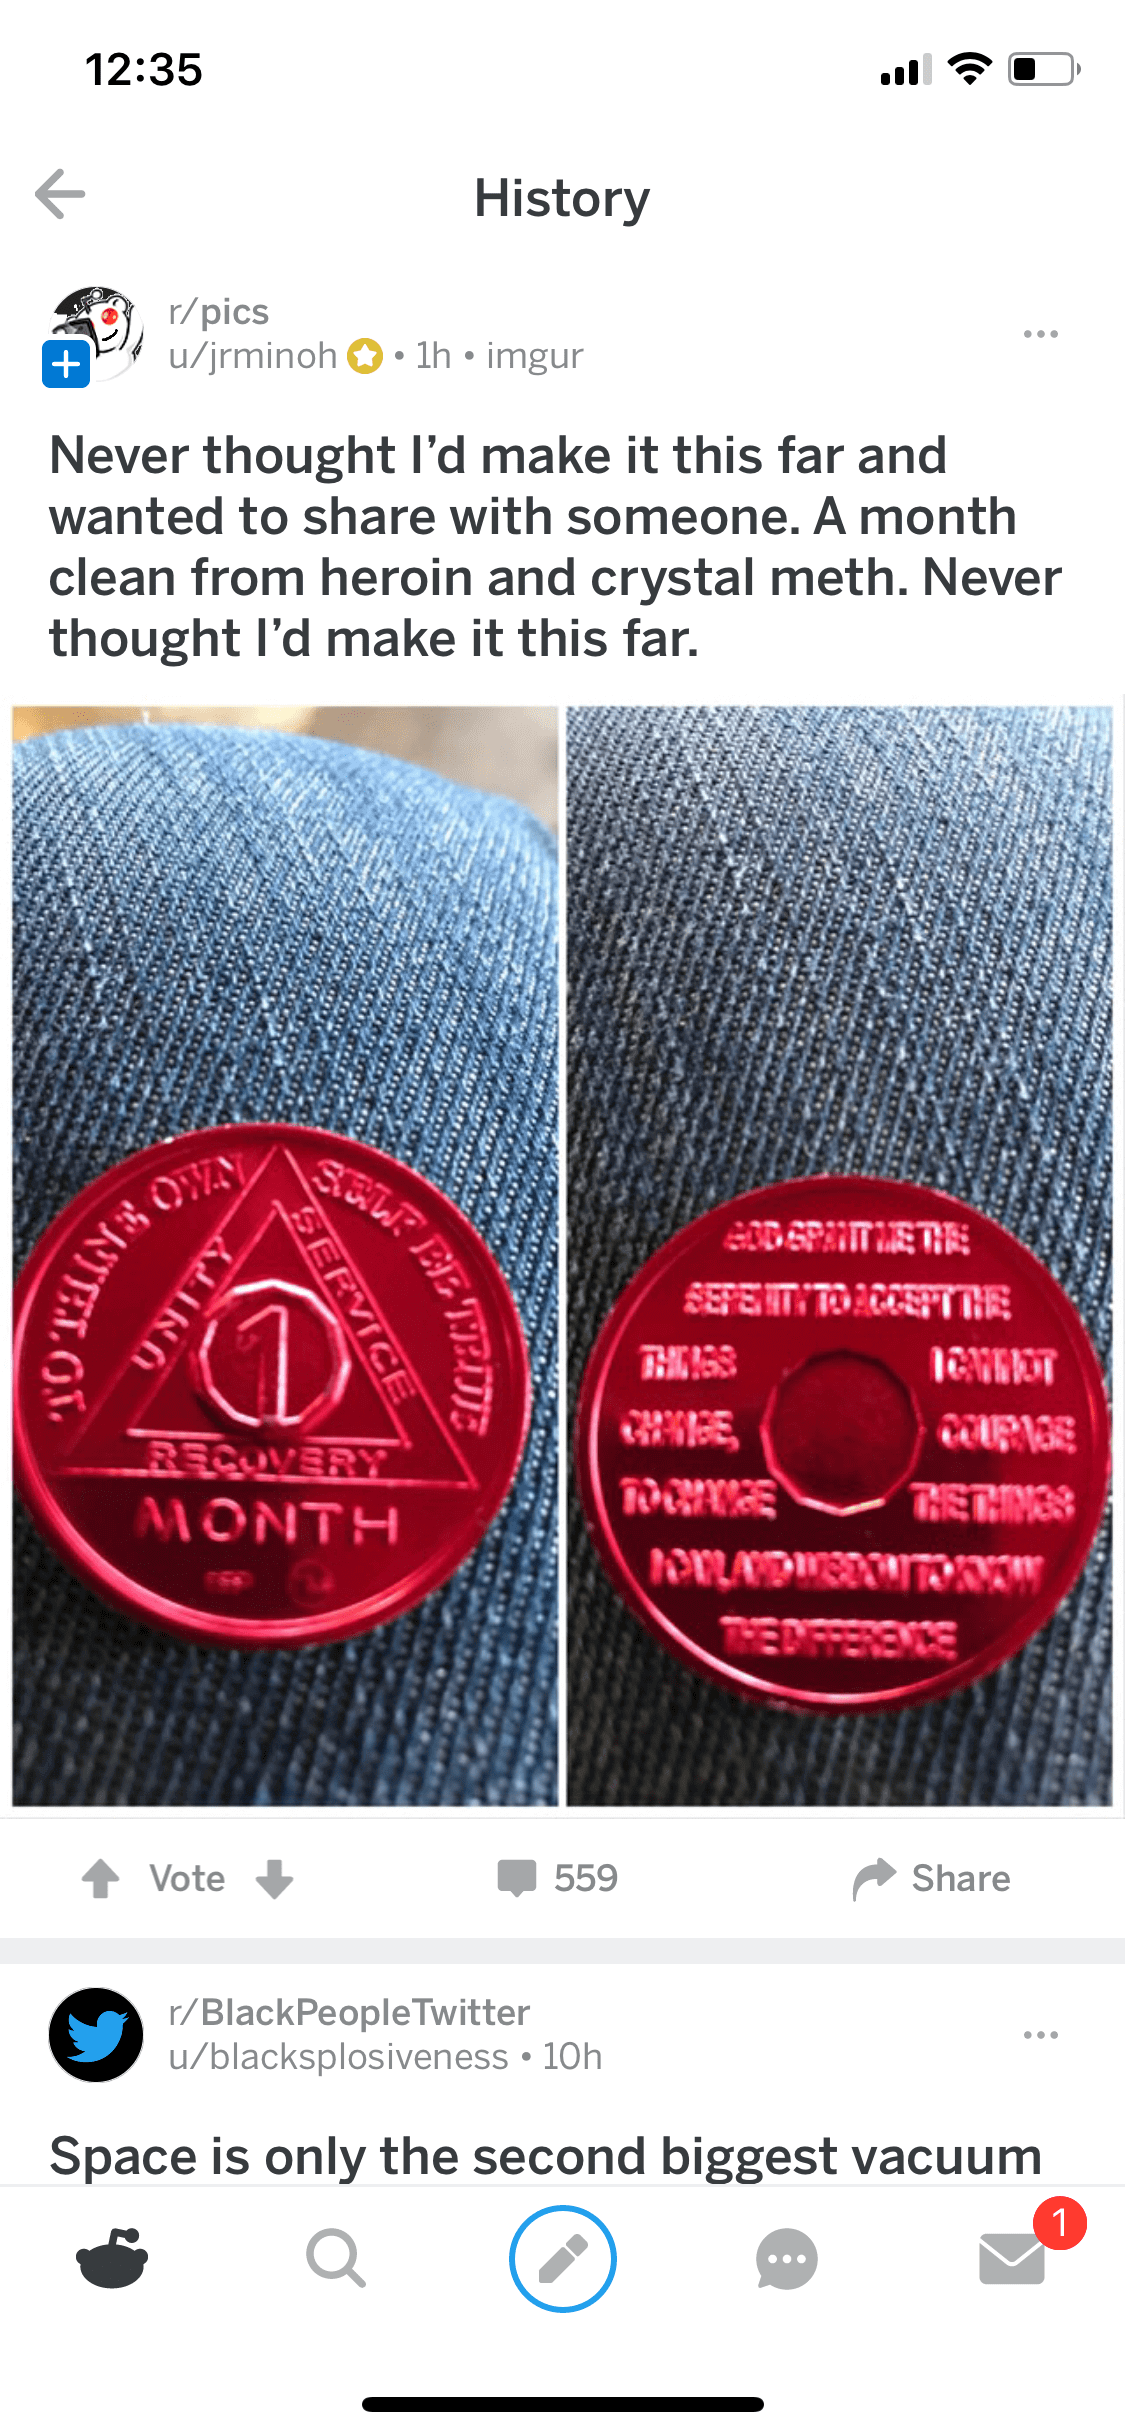 12:35
History
r/pics
u/jrminoh • 1h • imgur
Never thought I’d make it this far and
wanted to share with someone. A month
clean from heroin and crystal meth. Never
thought I’d make it this far.
TO THINE OWN SELF BE TRUE
UNITY
SERVICE
1
RECOVERY
MONTH
GOD GRANT ME THE
SERENITY TO ACCEPT THE
THINGS I CANNOT
CHANGE, COURAGE
TO CHANGE THE THINGS
I CAN, AND WISDOM TO KNOW
THE DIFFERENCE
Vote
559
Share
r/BlackPeopleTwitter
u/blacksplosiveness • 10h
Space is only the second biggest vacuum
1